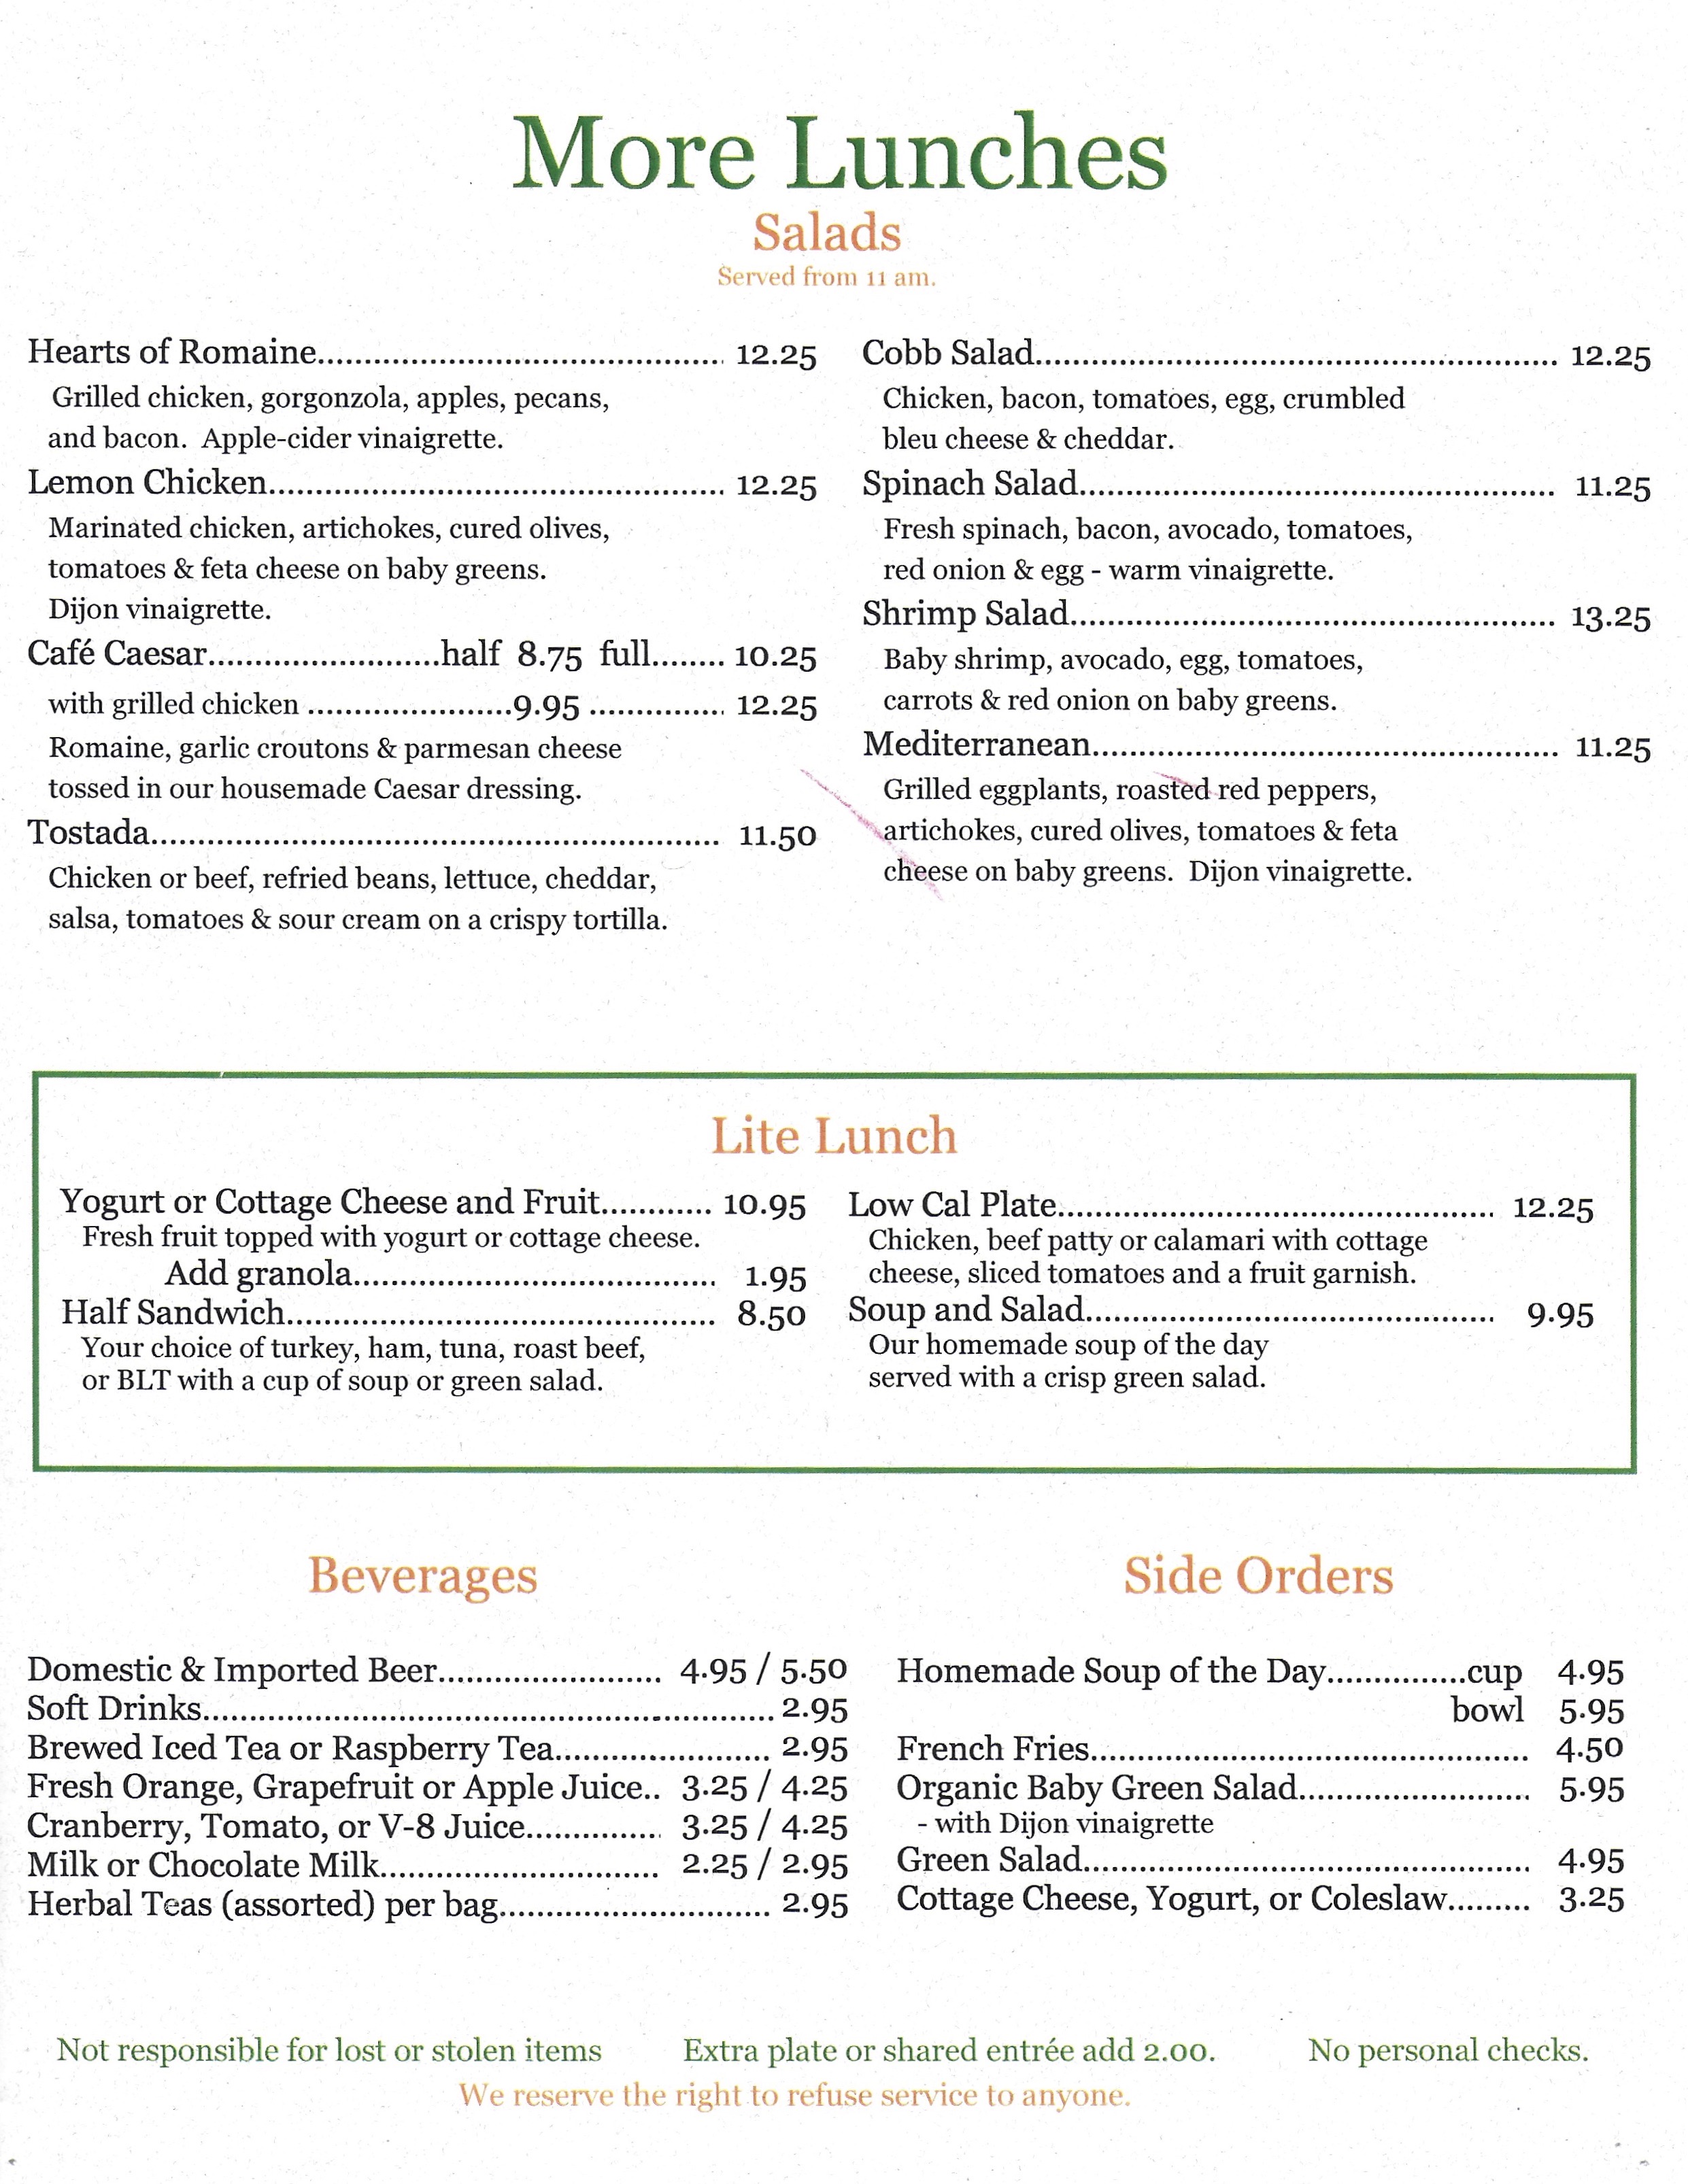 More Lunches
Salads
Served from 11 am.
Hearts of Romaine............................................ 12.25
Grilled chicken, gorgonzola, apples, pecans,
and bacon.  Apple-cider vinaigrette.
Lemon Chicken................................................. 12.25
Marinated chicken, artichokes, cured olives,
tomatoes & feta cheese on baby greens.
Dijon vinaigrette.
Café Caesar.........................half  8.75  full........ 10.25
with grilled chicken ......................9.95 ............... 12.25
Romaine, garlic croutons & parmesan cheese
tossed in our housemade Caesar dressing.
Tostada............................................................. 11.50
Chicken or beef, refried beans, lettuce, cheddar,
salsa, tomatoes & sour cream on a crispy tortilla.
Cobb Salad........................................................ 12.25
Chicken, bacon, tomatoes, egg, crumbled
bleu cheese & cheddar.
Spinach Salad................................................... 11.25
Fresh spinach, bacon, avocado, tomatoes,
red onion & egg - warm vinaigrette.
Shrimp Salad.................................................... 13.25
Baby shrimp, avocado, egg, tomatoes,
carrots & red onion on baby greens.
Mediterranean.................................................. 11.25
Grilled eggplants, roasted red peppers,
artichokes, cured olives, tomatoes & feta
cheese on baby greens.  Dijon vinaigrette.
Lite Lunch
Yogurt or Cottage Cheese and Fruit............ 10.95
Fresh fruit topped with yogurt or cottage cheese.
Add granola....................................... 1.95
Half Sandwich.............................................. 8.50
Your choice of turkey, ham, tuna, roast beef,
or BLT with a cup of soup or green salad.
Low Cal Plate............................................... 12.25
Chicken, beef patty or calamari with cottage
cheese, sliced tomatoes and a fruit garnish.
Soup and Salad............................................ 9.95
Our homemade soup of the day
served with a crisp green salad.
Beverages
Domestic & Imported Beer........................ 4.95 / 5.50
Soft Drinks............................................................. 2.95
Brewed Iced Tea or Raspberry Tea....................... 2.95
Fresh Orange, Grapefruit or Apple Juice.. 3.25 / 4.25
Cranberry, Tomato, or V-8 Juice............... 3.25 / 4.25
Milk or Chocolate Milk.............................. 2.25 / 2.95
Herbal Teas (assorted) per bag............................. 2.95
Side Orders
Homemade Soup of the Day...............cup 4.95
bowl 5.95
French Fries............................................... 4.50
Organic Baby Green Salad......................... 5.95
- with Dijon vinaigrette
Green Salad................................................ 4.95
Cottage Cheese, Yogurt, or Coleslaw......... 3.25
Not responsible for lost or stolen items Extra plate or shared entrée add 2.00. No personal checks.
We reserve the right to refuse service to anyone.